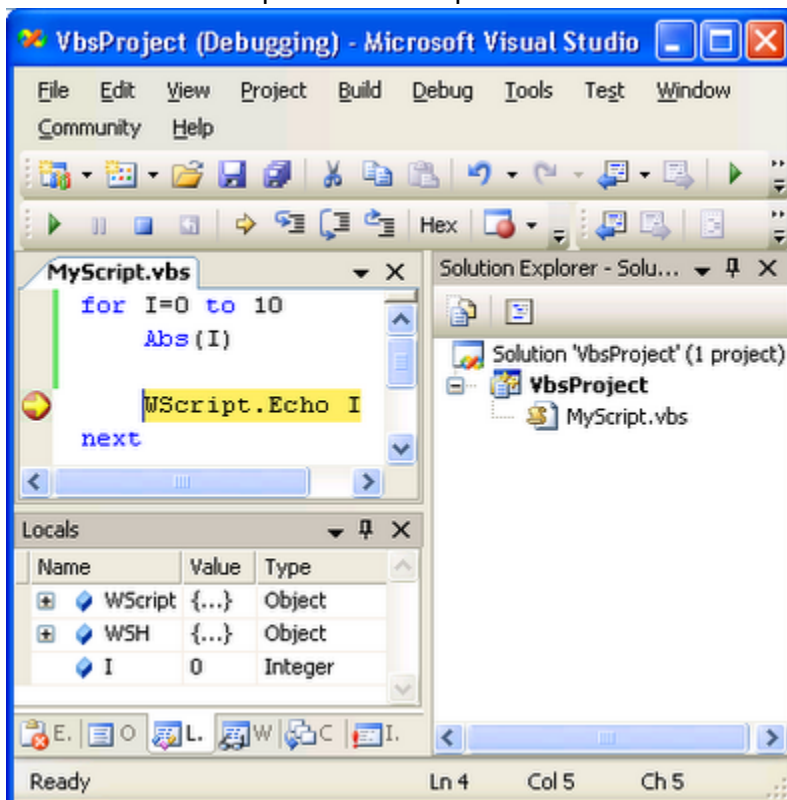 VbsProject (Debugging) - Microsoft Visual Studio
File Edit View Project Build Debug Tools Test Window
Community Help
Hex
MyScript.vbs
for I=0 to 10
Abs(I)
WScript.Echo I
next
Solution Explorer - Solu...
Solution 'VbsProject' (1 project)
VbsProject
MyScript.vbs
Locals
Name Value Type
WScript {...} Object
WSH {...} Object
I 0 Integer
E. O L. W C I.
Ready Ln 4 Col 5 Ch 5